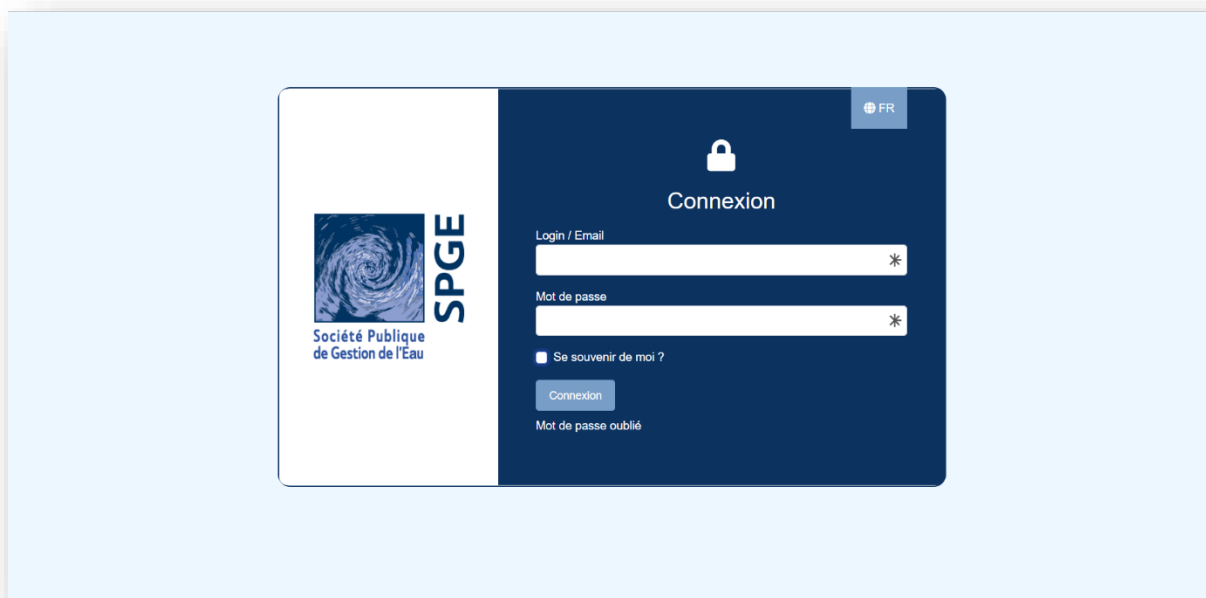 SPGE
Société Publique
de Gestion de l'Eau
FR
Connexion
Login / Email
Mot de passe
Se souvenir de moi ?
Connexion
Mot de passe oublié